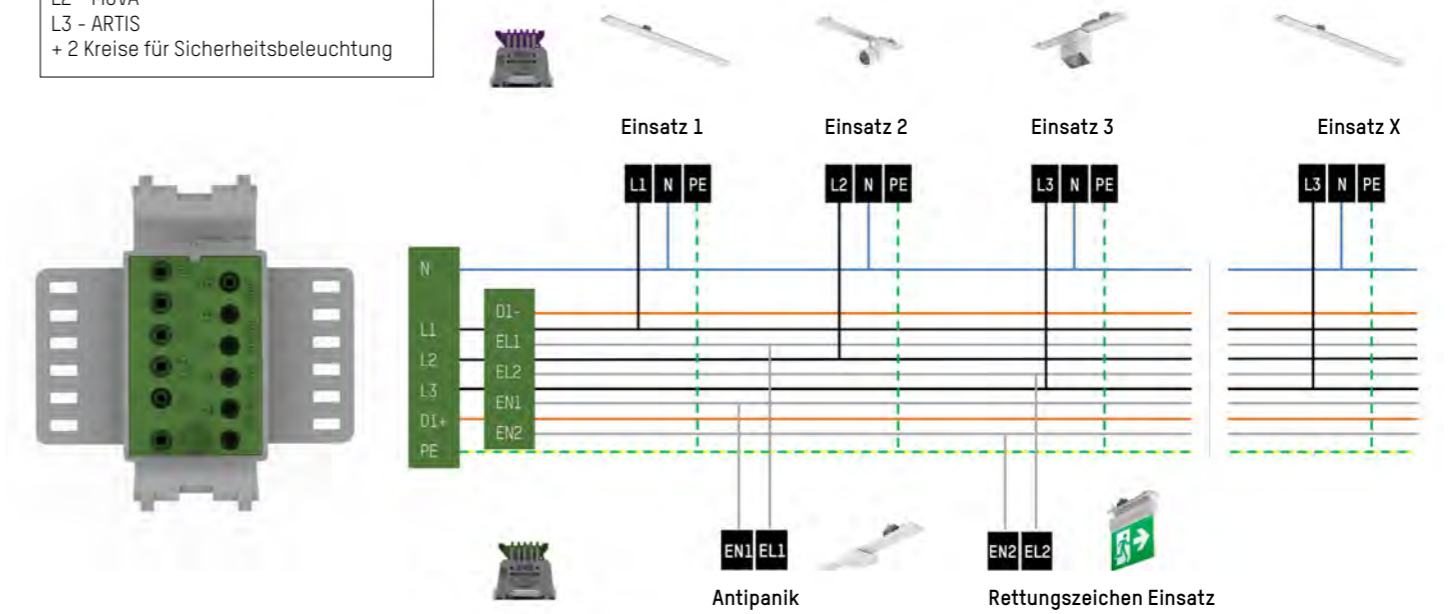 L3 - ARTIS
+ 2 Kreise für Sicherheitsbeleuchtung
Einsatz 1
Einsatz 2
Einsatz 3
Einsatz X
L1 N PE
L2 N PE
L3 N PE
L3 N PE
N
D1-
L1
EL1
L2
EL2
L3
EN1
D1+
EN2
PE
EN1 EL1
EN2 EL2
Antipanik
Rettungszeichen Einsatz